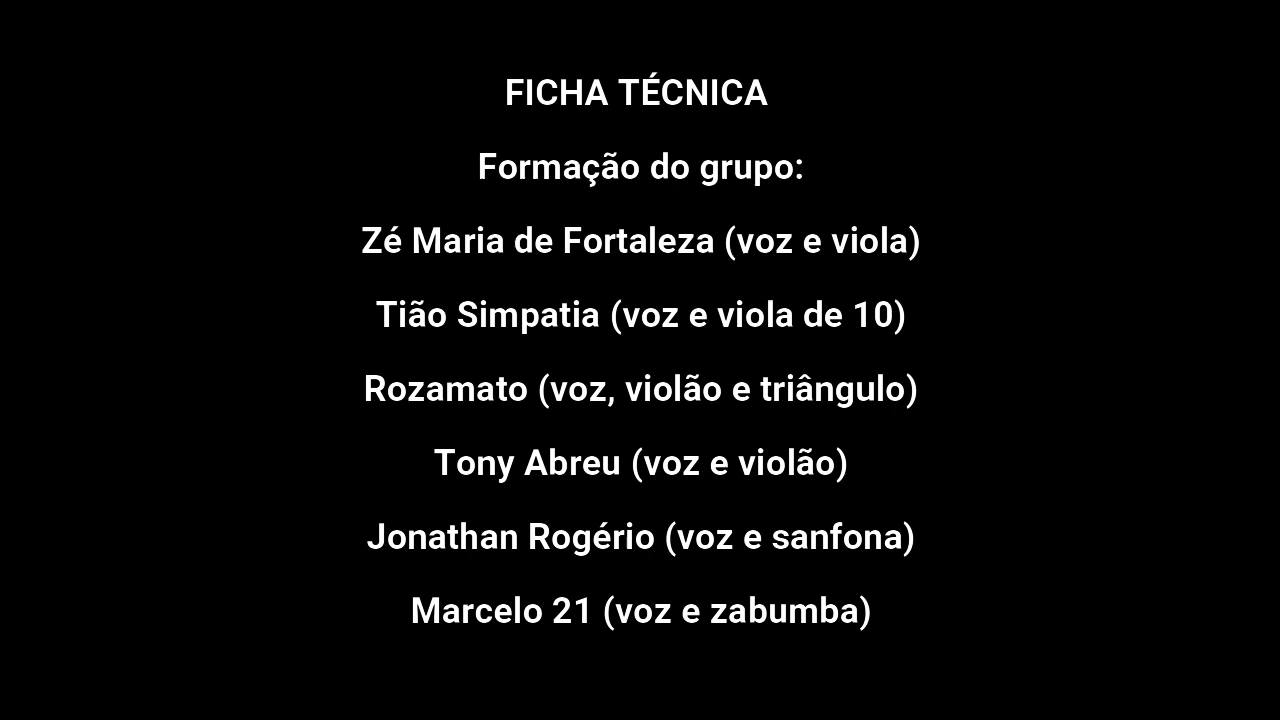 FICHA TÉCNICA
Formação do grupo:
Zé Maria de Fortaleza (voz e viola)
Tião Simpatia (voz e viola de 10)
Rozamato (voz, violão e triângulo)
Tony Abreu (voz e violão)
Jonathan Rogério (voz e sanfona)
Marcelo 21 (voz e zabumba)